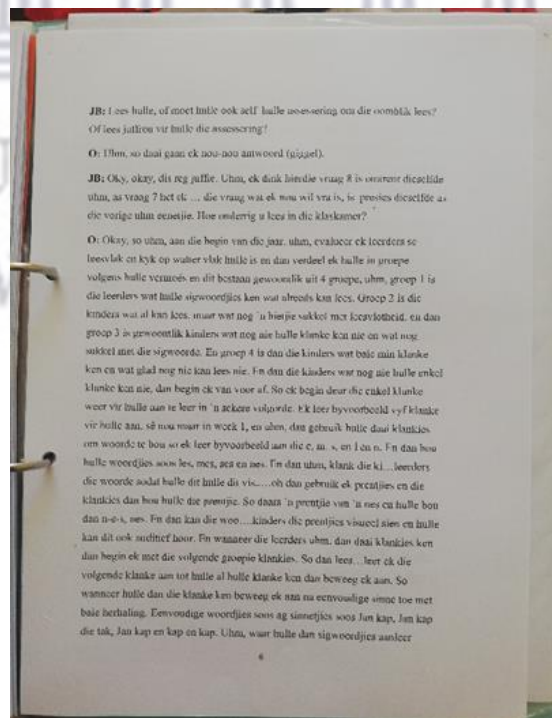 JB: Lees hulle, of moet hulle ook self hulle assessering om die oomblik lees?
Of lees juffrou vir hulle die assessering?
O: Uhm, so daai gaan ek nou-nou antwoord (giggel).
JB: Oky, okay, dis reg juffie. Uhm, ek dink hierdie vraag 8 is omtrent dieselfde
uhm, as vraag 7 het ek … die vraag wat ek nou wil vra is, is presies dieselfde as
die vorige uhm eenetjie. Hoe onderrig u lees in die klaskamer?
O: Okay, so uhm, aan die begin van die jaar, uhm, evalueer ek leerders se
leesvlak en kyk op watter vlak hulle is en dan verdeel ek hulle in groepe
volgens hulle vermoës en dit bestaan gewoonlik uit 4 groepe, uhm, groep 1 is
die leerders wat hulle sigwoordjies ken wat alreeds kan lees. Groep 2 is die
kinders wat al kan lees, maar wat nog 'n bietjie sukkel met leesvlotheid, en dan
groep 3 is gewoontlik kinders wat nog nie hulle klanke ken nie en wat nog
sukkel met die sigwoorde. En groep 4 is dan die kinders wat baie min klanke
ken en wat glad nog nie kan lees nie. En dan die kinders wat nog nie hulle enkel
klanke ken nie, dan begin ek van voor af. So ek begin deur die enkel klanke
weer vir hulle aan te leer in 'n sekere volgorde. Ek leer byvoorbeeld vyf klanke
vir hulle aan, sê nou maar in week 1, en uhm, dan gebruik hulle daai klankies
om woorde te bou so ek leer byvoorbeeld aan die e, m, s, en l en n. En dan bou
hulle woordjies soos les, mes, ses en nes. En dan uhm, klank die ki…leerders
die woorde sodat hulle dit hulle dit vis.…oh dan gebruik ek prentjies en die
klankies dan bou hulle die prentjie. So daars 'n prentjie van 'n nes en hulle bou
dan n-e-s, nes. En dan kan die woo….kinders die prentjies visueel sien en hulle
kan dit ook ouditief hoor. En wanneer die leerders uhm, dan daai klankies ken
dan begin ek met die volgende groepie klankies. So dan lees…leer ek die
volgende klanke aan tot hulle al hulle klanke ken dan beweeg ek aan. So
wanneer hulle dan die klanke ken beweeg ek aan na eenvoudige sinne toe met
baie herhaling. Eenvoudige woordjies soos ag sinnetjies soos Jan kap, Jan kap
die tak, Jan kap en kap en kap. Uhm, waar hulle dan sigwoordjies aanleer
6